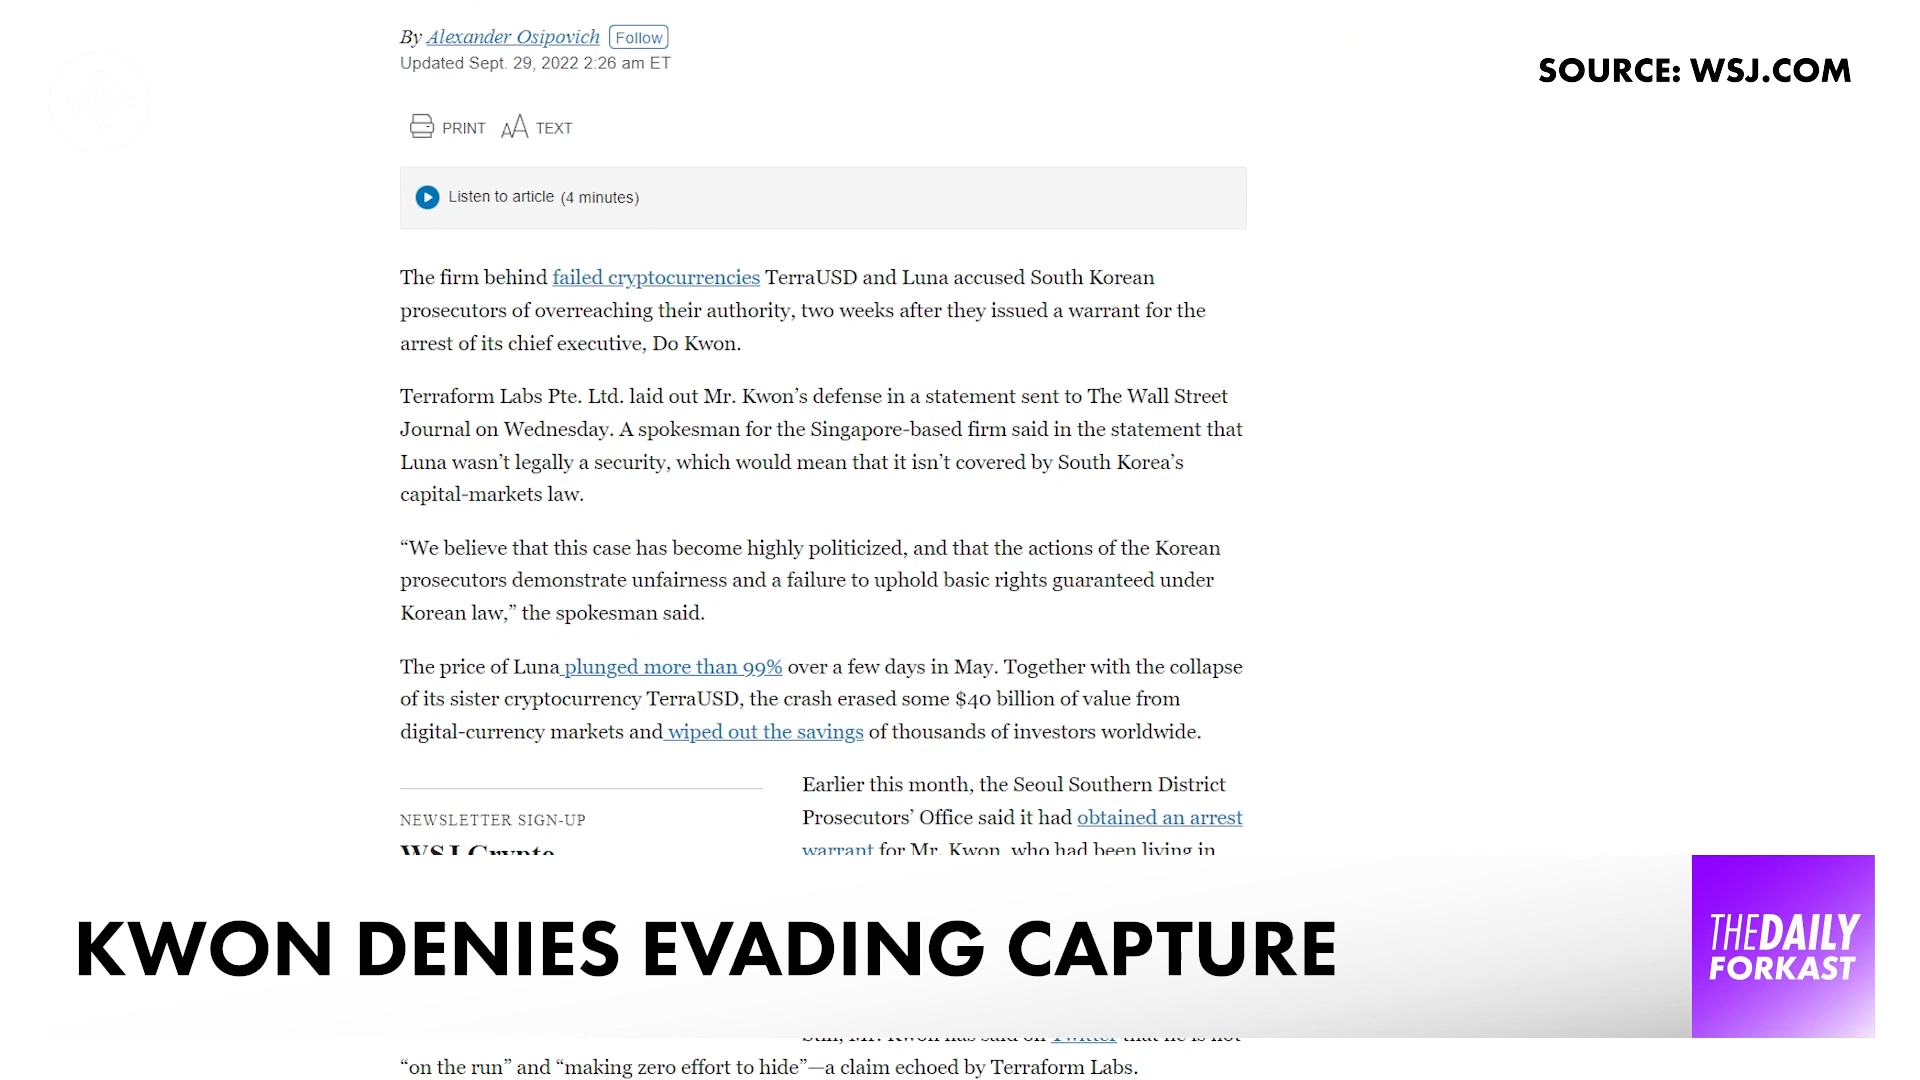 By Alexander Osipovich Follow
Updated Sept. 29, 2022 2:26 am ET
SOURCE: WSJ.COM
PRINT AA TEXT
Listen to article (4 minutes)
The firm behind failed cryptocurrencies TerraUSD and Luna accused South Korean
prosecutors of overreaching their authority, two weeks after they issued a warrant for the
arrest of its chief executive, Do Kwon.
Terraform Labs Pte. Ltd. laid out Mr. Kwon’s defense in a statement sent to The Wall Street
Journal on Wednesday. A spokesman for the Singapore-based firm said in the statement that
Luna wasn’t legally a security, which would mean that it isn’t covered by South Korea’s
capital-markets law.
“We believe that this case has become highly politicized, and that the actions of the Korean
prosecutors demonstrate unfairness and a failure to uphold basic rights guaranteed under
Korean law,” the spokesman said.
The price of Luna plunged more than 99% over a few days in May. Together with the collapse
of its sister cryptocurrency TerraUSD, the crash erased some $40 billion of value from
digital-currency markets and wiped out the savings of thousands of investors worldwide.
Earlier this month, the Seoul Southern District
Prosecutors’ Office said it had obtained an arrest
warrant for Mr. Kwon, who had been living in
NEWSLETTER SIGN-UP
WSJ Crypto
KWON DENIES EVADING CAPTURE
THE DAILY
FORKAST
Still, Mr. Kwon has said on Twitter that he is not
“on the run” and “making zero effort to hide”—a claim echoed by Terraform Labs.